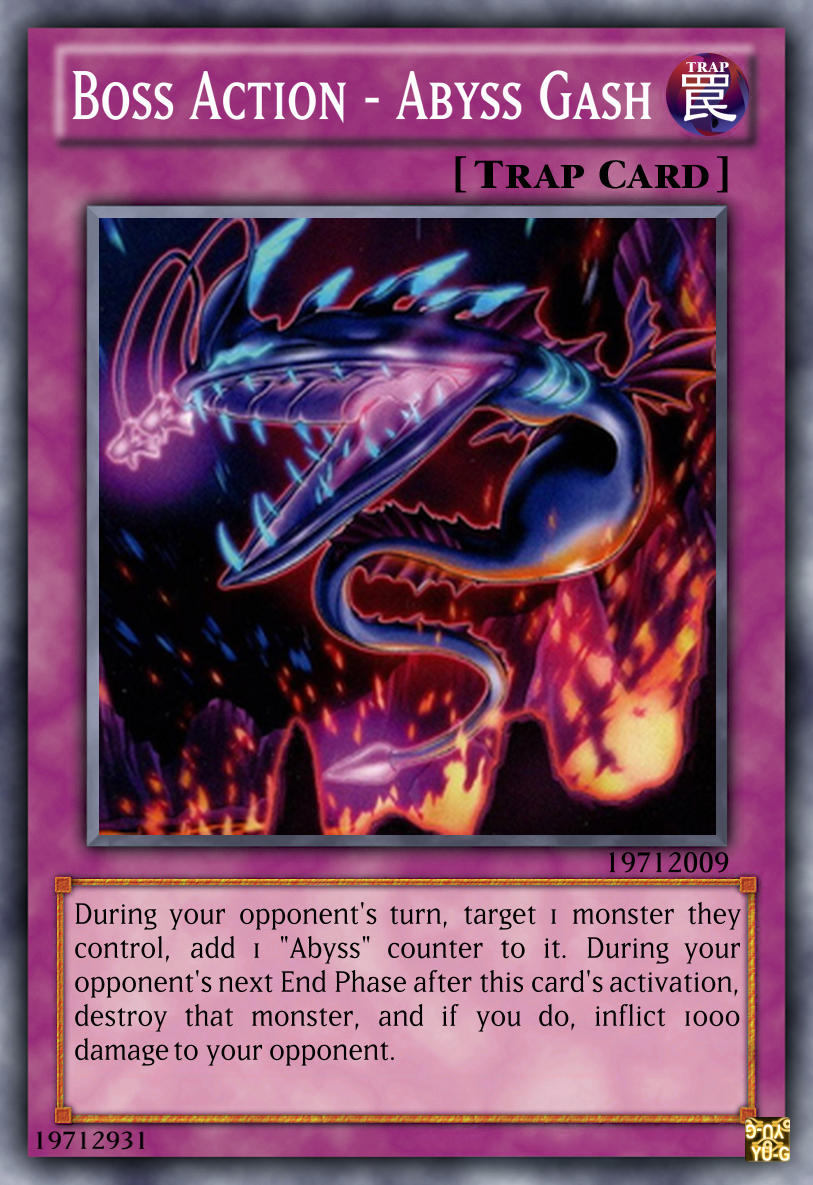 Boss Action - Abyss Gash
TRAP
罠
[Trap Card]
19712009
During your opponent's turn, target 1 monster they
control, add 1 "Abyss" counter to it. During your
opponent's next End Phase after this card's activation,
destroy that monster, and if you do, inflict 1000
damage to your opponent.
19712931